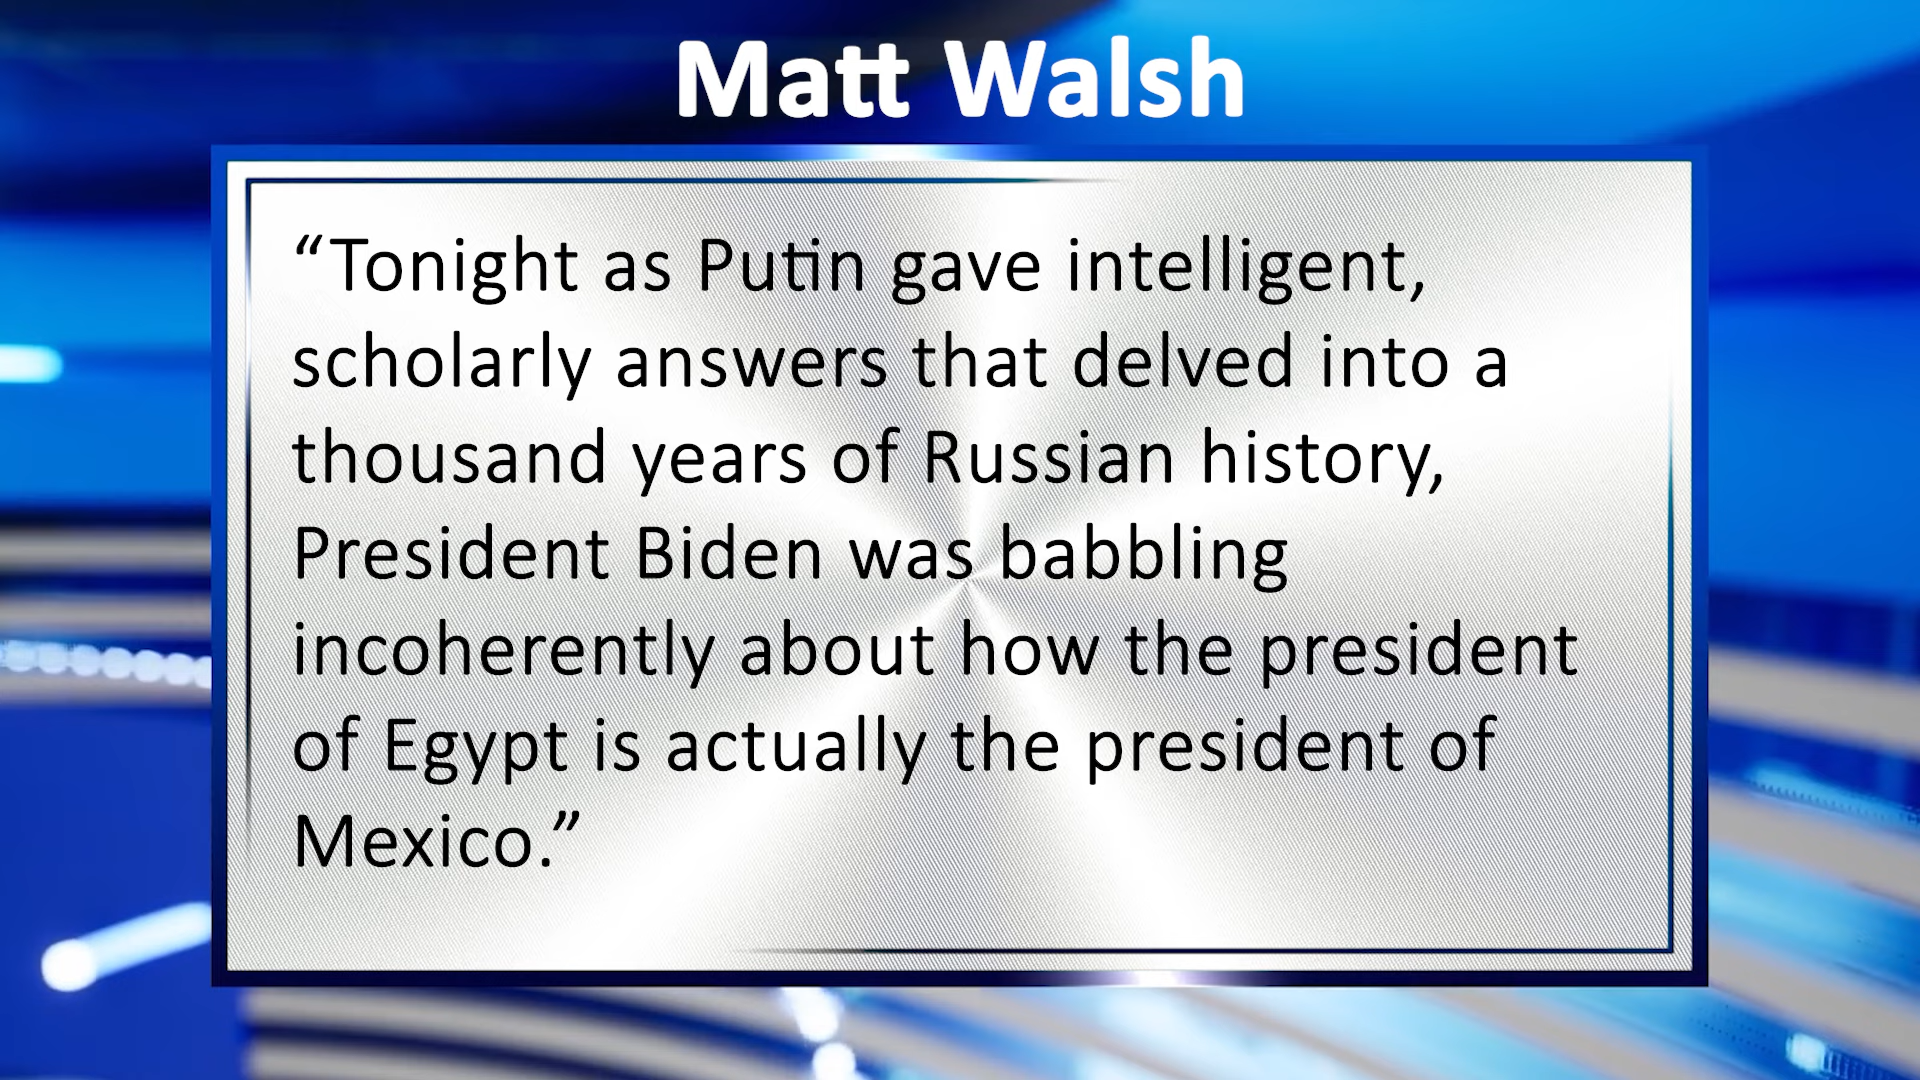 Matt Walsh
“Tonight as Putin gave intelligent,
scholarly answers that delved into a
thousand years of Russian history,
President Biden was babbling
incoherently about how the president
of Egypt is actually the president of
Mexico.”